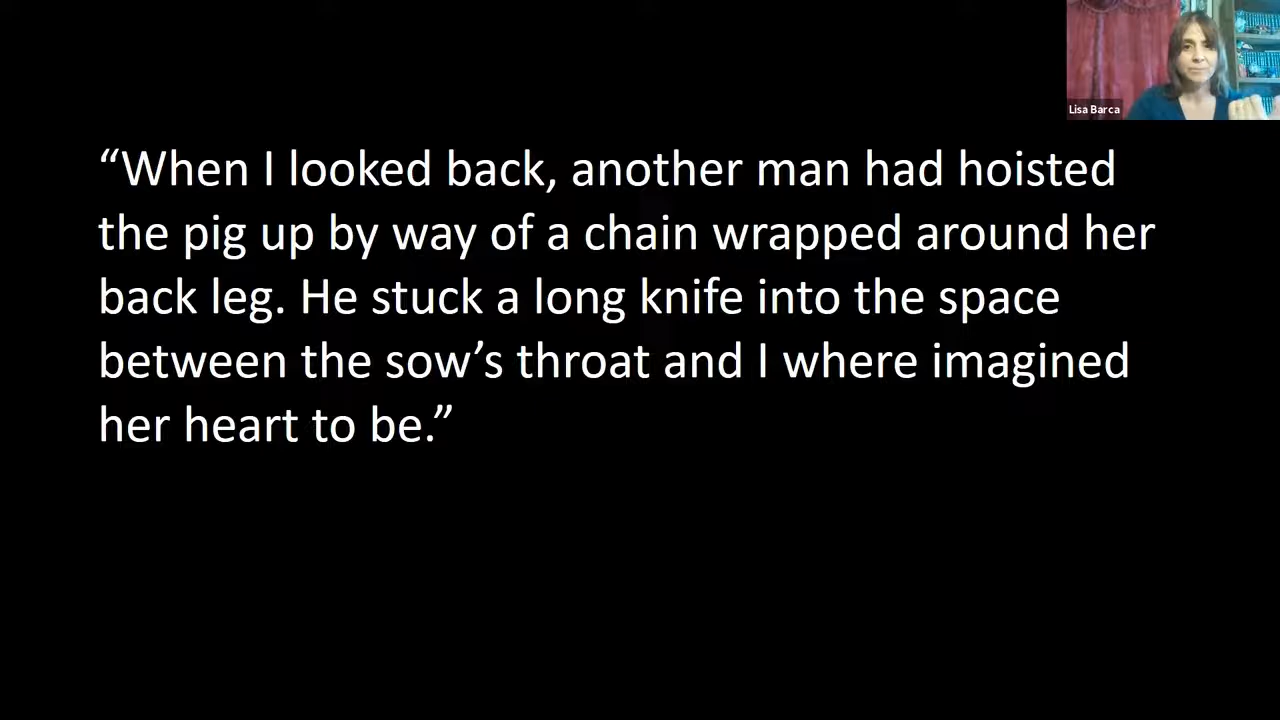 Lisa Barca
“When I looked back, another man had hoisted
the pig up by way of a chain wrapped around her
back leg. He stuck a long knife into the space
between the sow’s throat and I where imagined
her heart to be.”